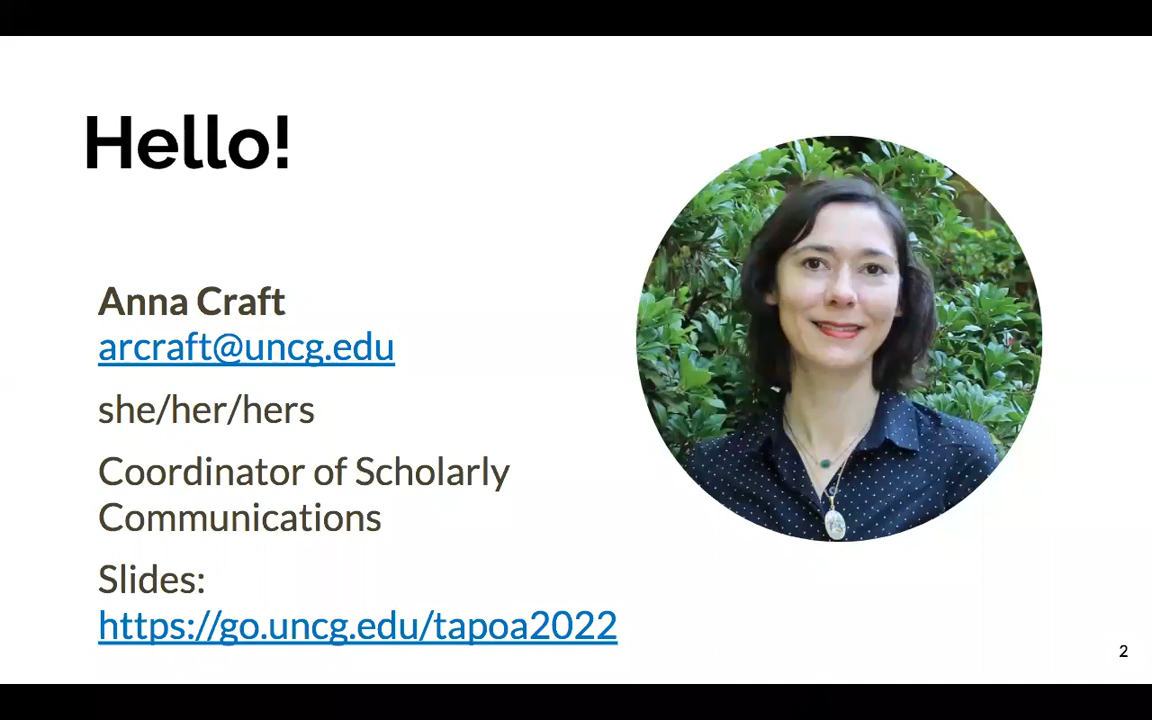 Hello!
Anna Craft
arcraft@uncg.edu
she/her/hers
Coordinator of Scholarly
Communications
Slides:
https://go.uncg.edu/tapoa2022
2